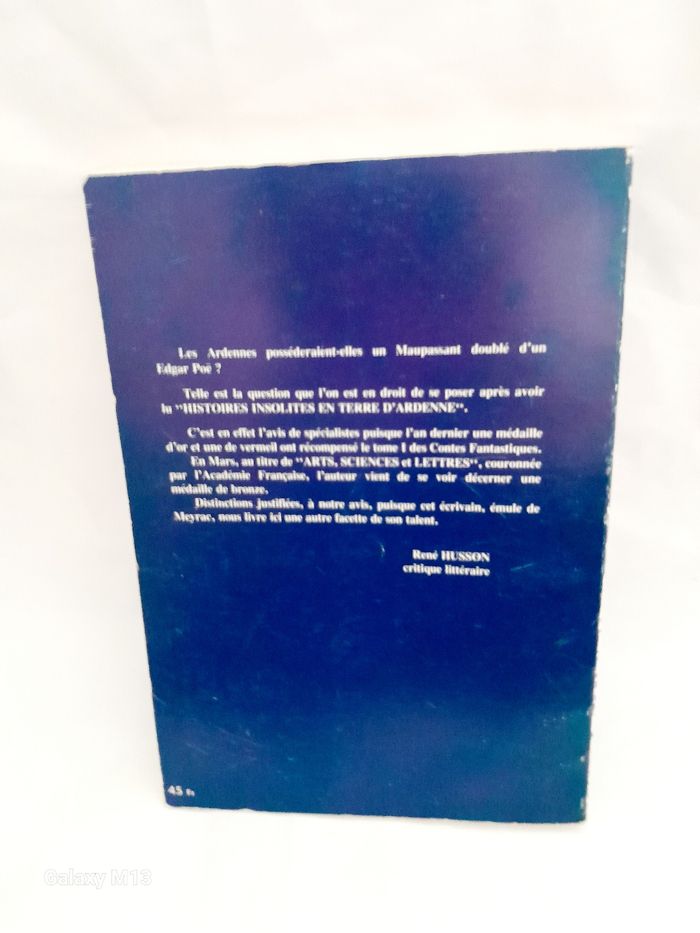 Les Ardennes posséderaient-elles un Maupassant doublé d'un
Edgar Poë ?
Telle est la question que l'on est en droit de se poser après avoir
lu "HISTOIRES INSOLITES EN TERRE D'ARDENNE".
C'est en effet l'avis de spécialistes puisque l'an dernier une médaille
d'or et une de vermeil ont récompensé le tome I des Contes Fantastiques.
En Mars, au titre de "ARTS, SCIENCES et LETTRES", couronnée
par l'Académie Française, l'auteur vient de se voir décerner une
médaille de bronze.
Distinctions justifiées, à notre avis, puisque cet écrivain, émule de
Meyrac, nous livre ici une autre facette de son talent.
René HUSSON
critique littéraire
45 Fs
Galaxy M13